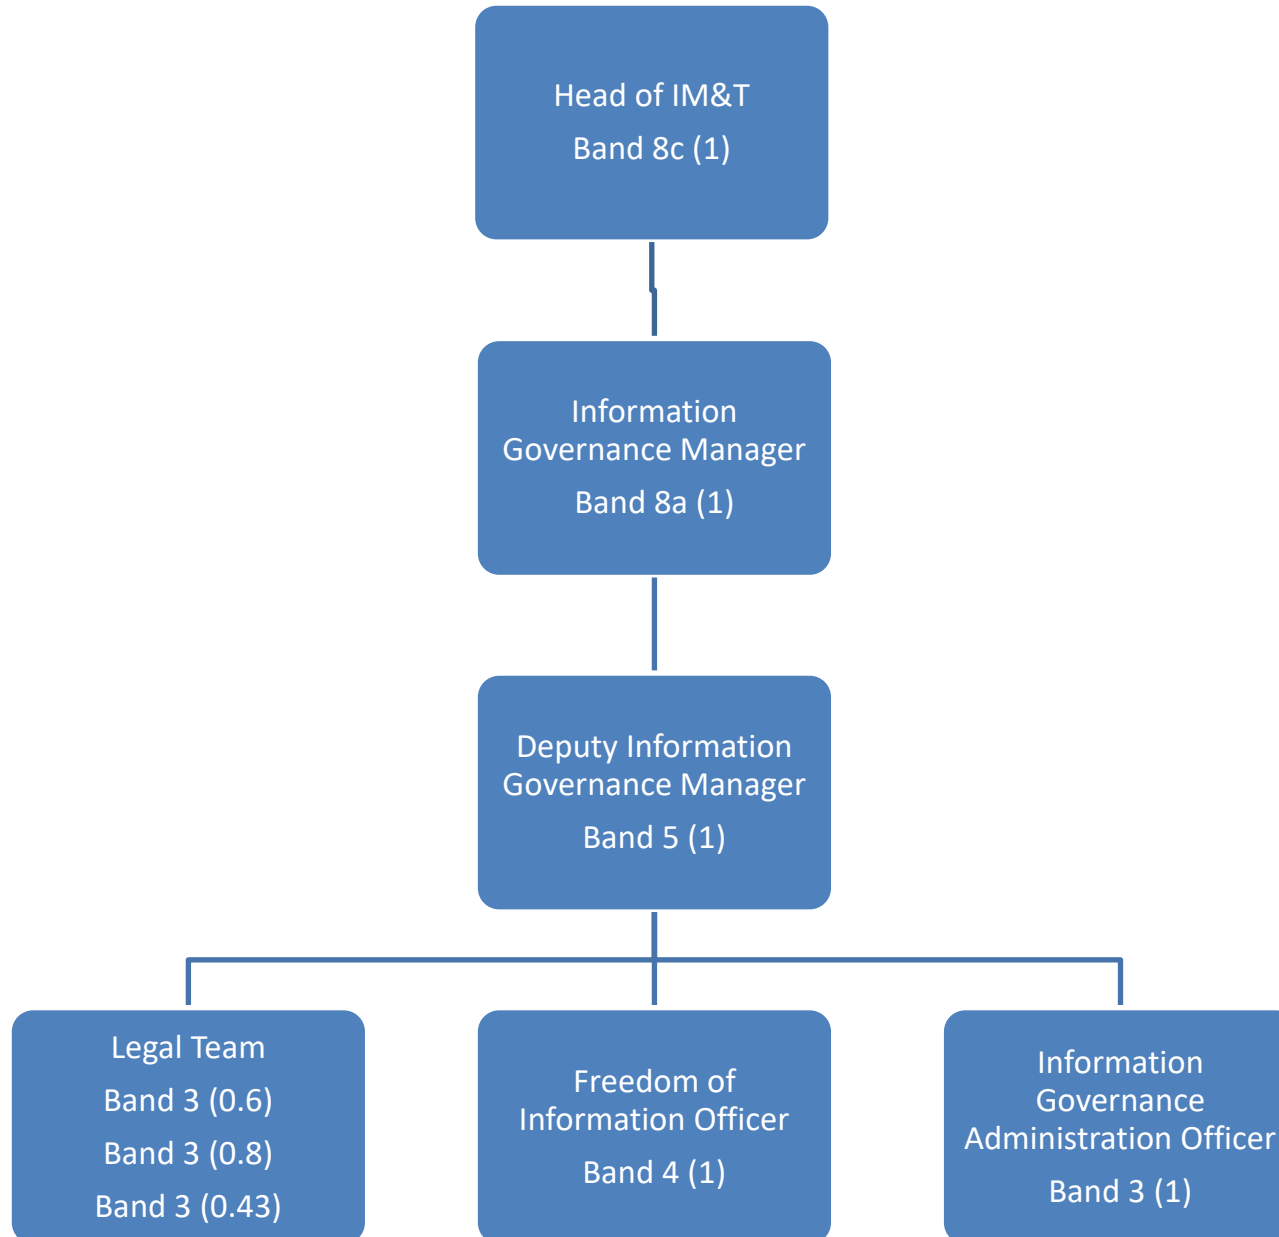 Head of IM&T
Band 8c (1)
Information
Governance Manager
Band 8a (1)
Deputy Information
Governance Manager
Band 5 (1)
Legal Team
Band 3 (0.6)
Band 3 (0.8)
Band 3 (0.43)
Freedom of
Information Officer
Band 4 (1)
Information
Governance
Administration Officer
Band 3 (1)